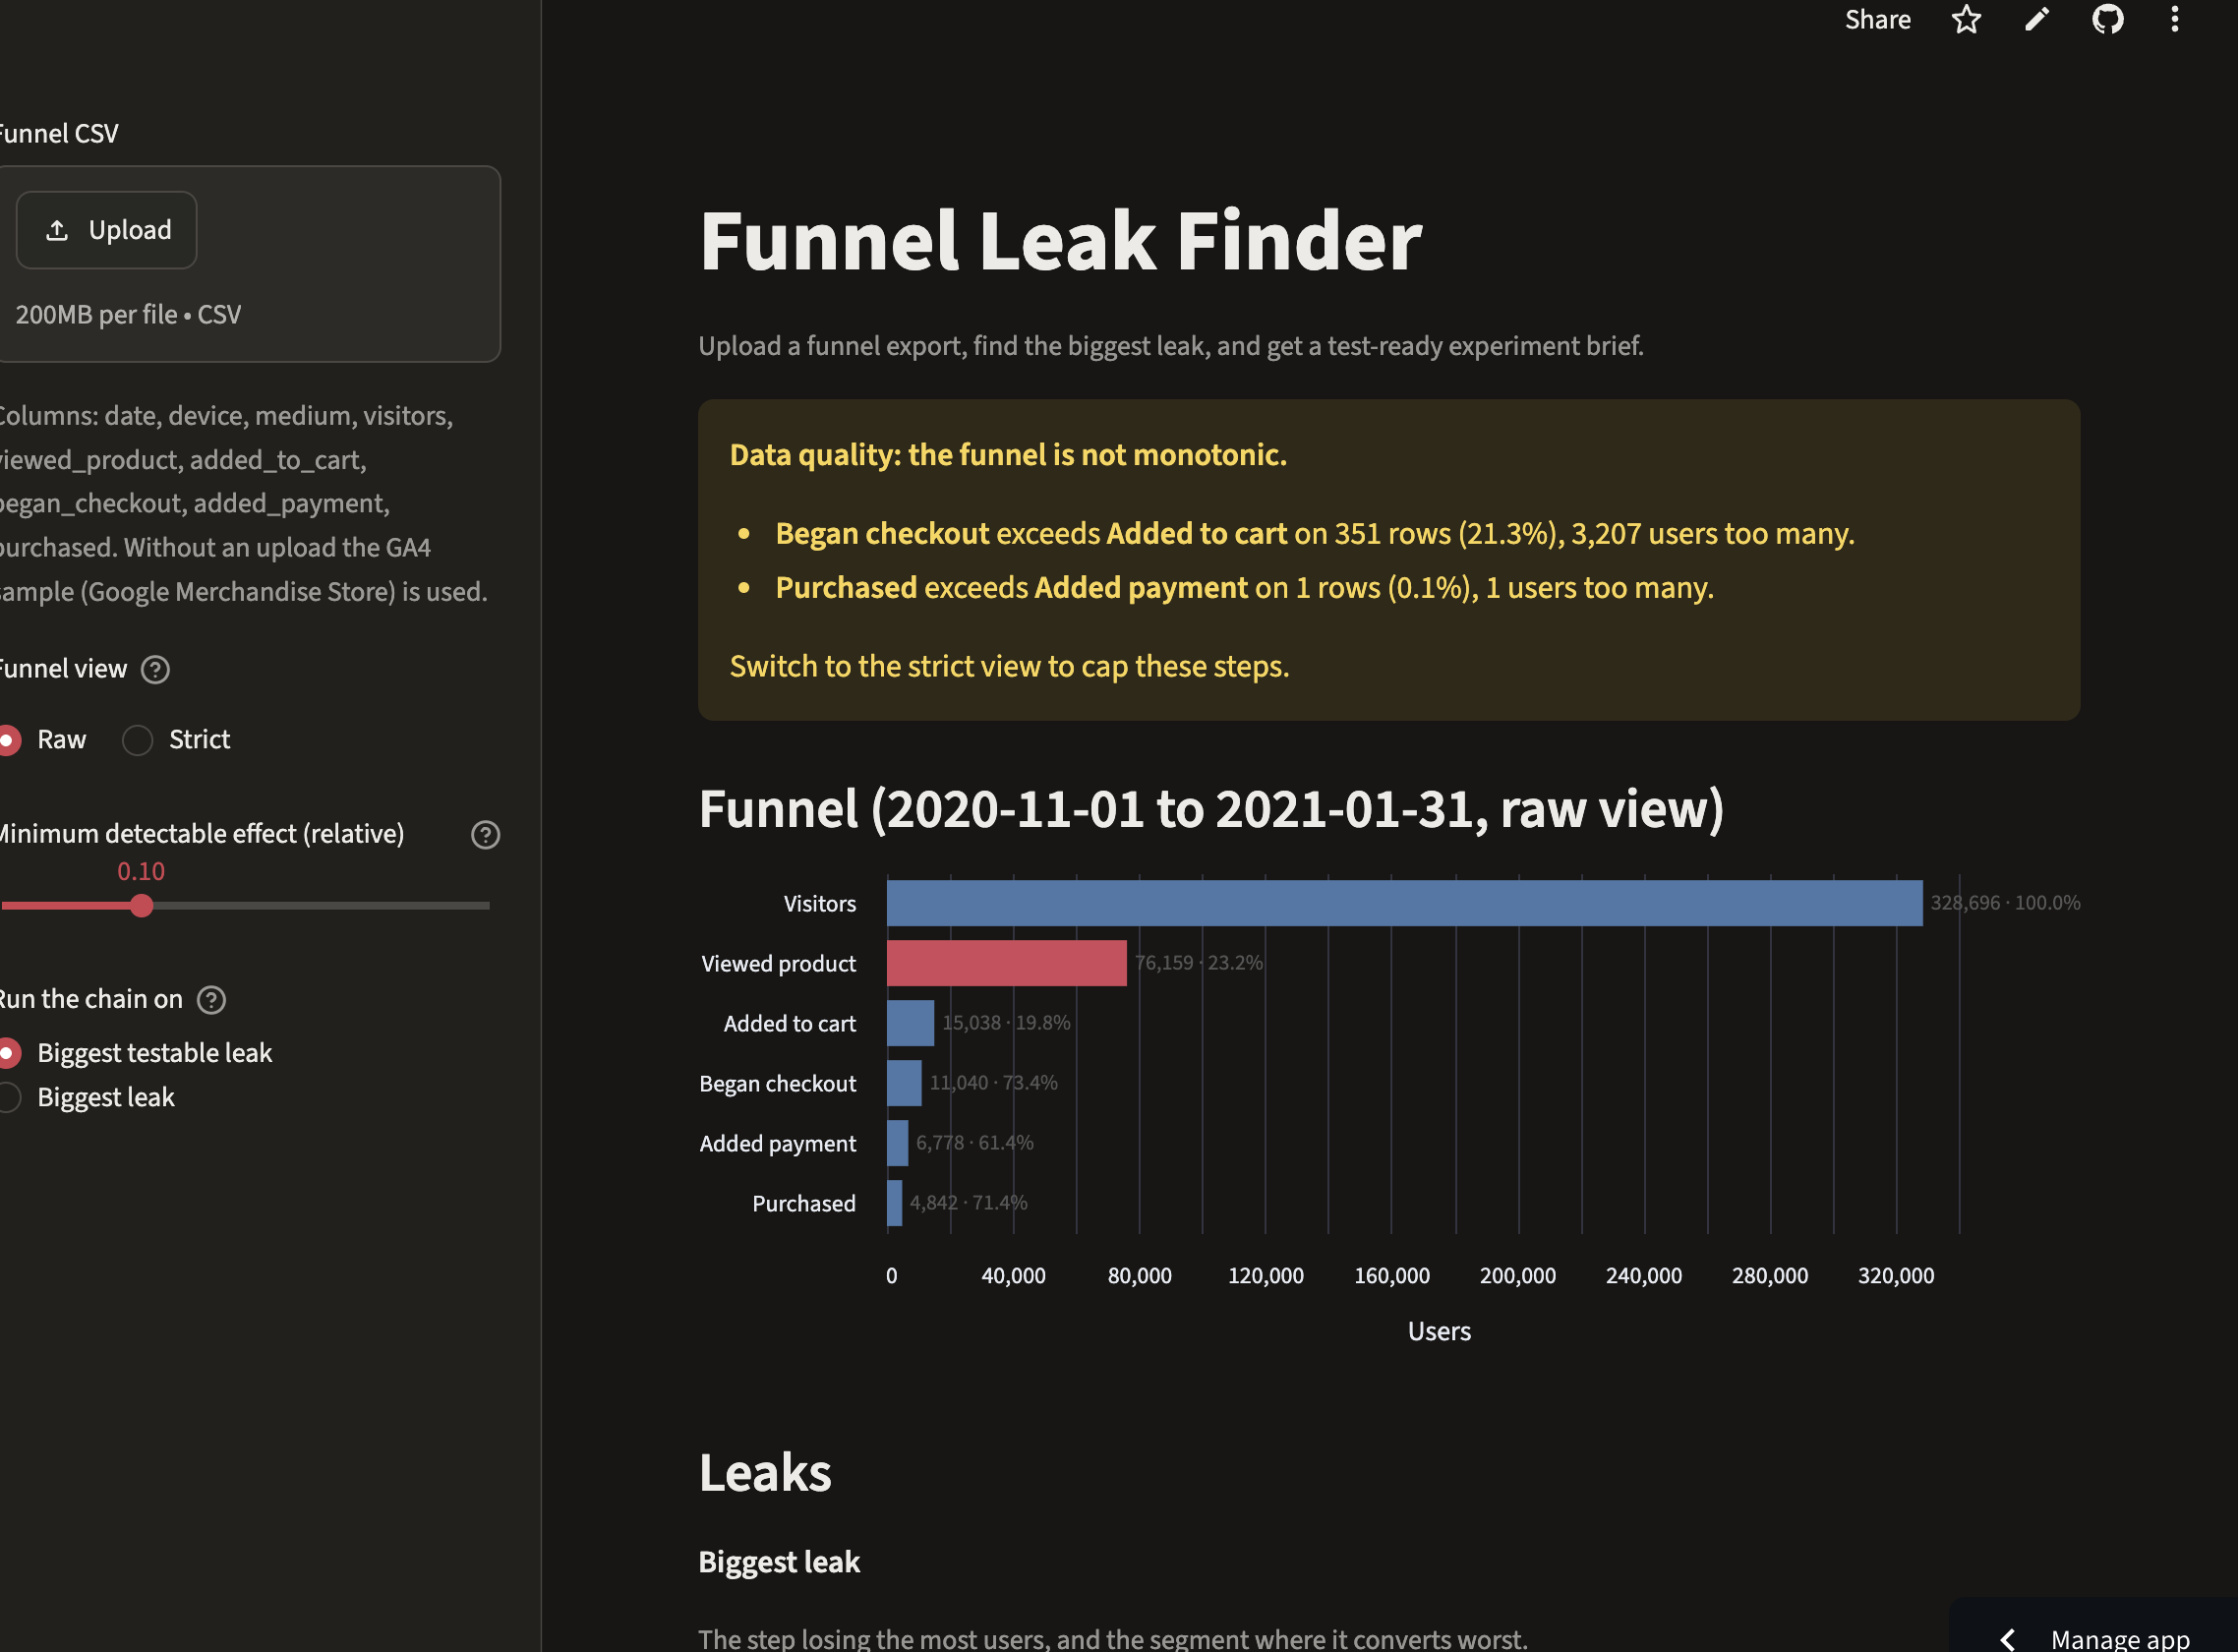 Share
Funnel CSV
Upload
200MB per file • CSV
Columns: date, device, medium, visitors,
viewed_product, added_to_cart,
began_checkout, added_payment,
purchased. Without an upload the GA4
sample (Google Merchandise Store) is used.
Funnel view
Raw
Strict
Minimum detectable effect (relative)
0.10
Run the chain on
Biggest testable leak
Biggest leak
Funnel Leak Finder
Upload a funnel export, find the biggest leak, and get a test-ready experiment brief.
Data quality: the funnel is not monotonic.
• Began checkout exceeds Added to cart on 351 rows (21.3%), 3,207 users too many.
• Purchased exceeds Added payment on 1 rows (0.1%), 1 users too many.
Switch to the strict view to cap these steps.
Funnel (2020-11-01 to 2021-01-31, raw view)
Visitors 328,696 · 100.0%
Viewed product 76,159 · 23.2%
Added to cart 15,038 · 19.8%
Began checkout 11,040 · 73.4%
Added payment 6,778 · 61.4%
Purchased 4,842 · 71.4%
0 40,000 80,000 120,000 160,000 200,000 240,000 280,000 320,000
Users
Leaks
Biggest leak
The step losing the most users, and the segment where it converts worst.
Manage app